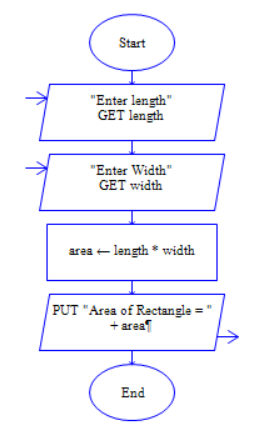 Start
"Enter length"
GET length
"Enter Width"
GET width
area ← length * width
PUT "Area of Rectangle = "
+ area¶
End